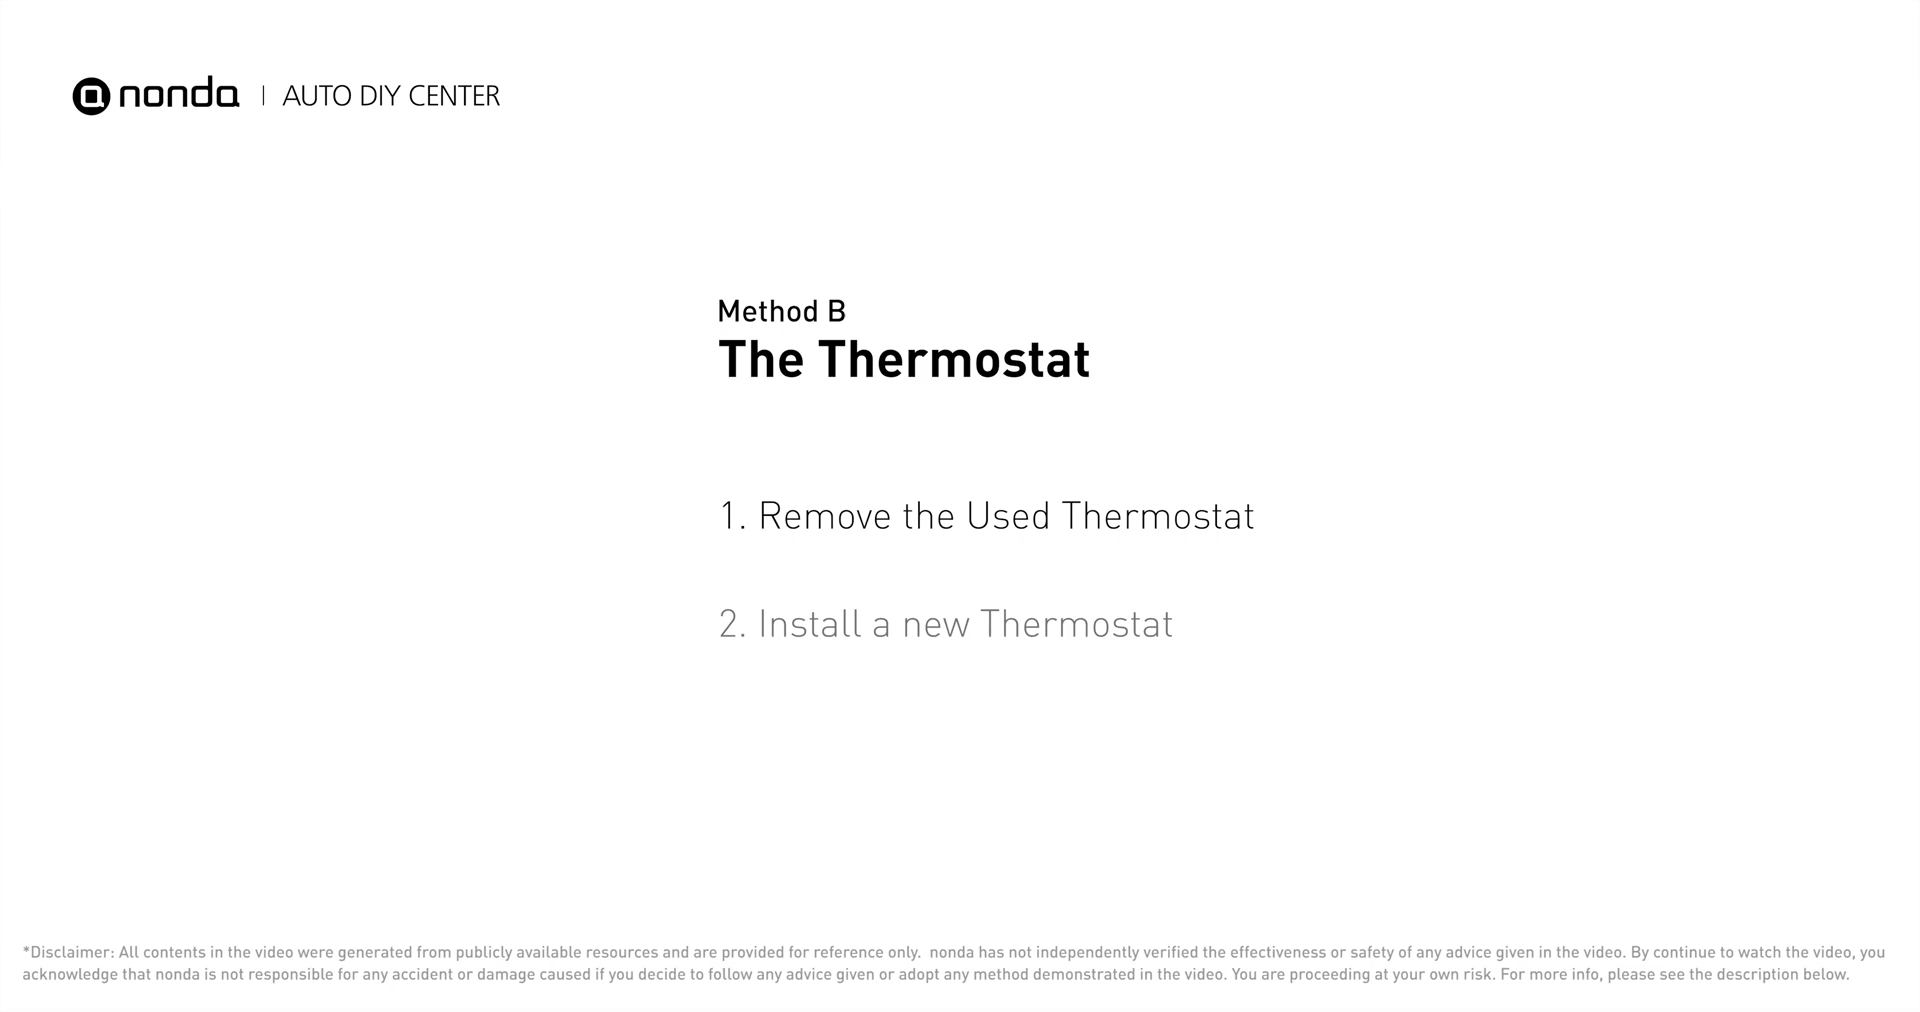 nonda | AUTO DIY CENTER
Method B
The Thermostat
1. Remove the Used Thermostat
2. Install a new Thermostat
*Disclaimer: All contents in the video were generated from publicly available resources and are provided for reference only.  nonda has not independently verified the effectiveness or safety of any advice given in the video. By continue to watch the video, you
acknowledge that nonda is not responsible for any accident or damage caused if you decide to follow any advice given or adopt any method demonstrated in the video. You are proceeding at your own risk. For more info, please see the description below.